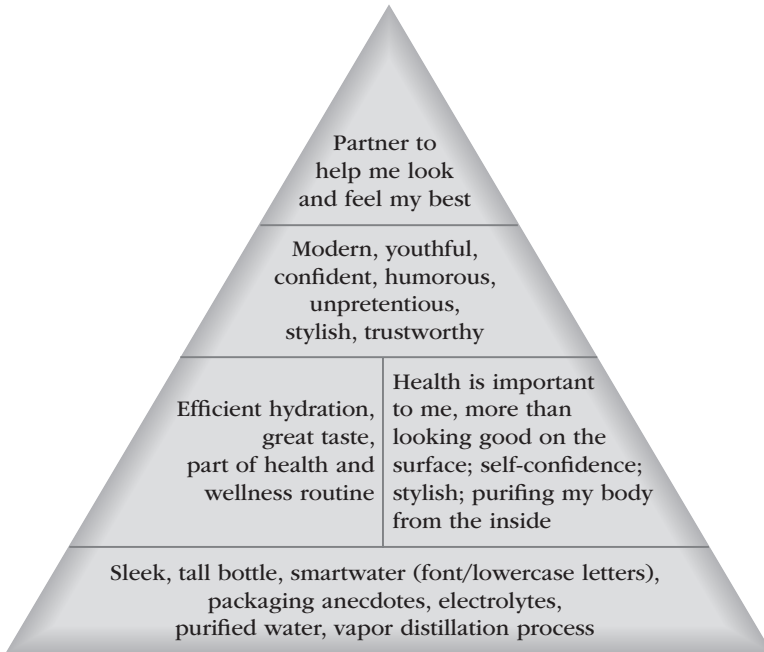 Partner to
help me look
and feel my best
Modern, youthful,
confident, humorous,
unpretentious,
stylish, trustworthy
Efficient hydration,
great taste,
part of health and
wellness routine
Health is important
to me, more than
looking good on the
surface; self-confidence;
stylish; purifing my body
from the inside
Sleek, tall bottle, smartwater (font/lowercase letters),
packaging anecdotes, electrolytes,
purified water, vapor distillation process